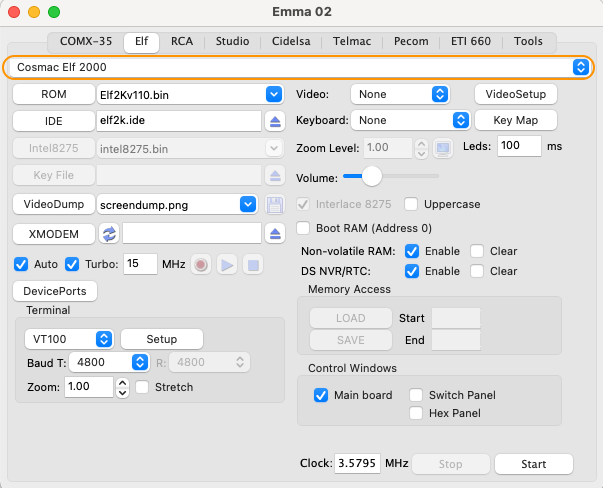 Emma 02
COMX-35 Elf RCA Studio Cidelsa Telmac Pecom ETI 660 Tools
Cosmac Elf 2000
ROM Elf2Kv110.bin
IDE elf2k.ide
Intel8275 intel8275.bin
Key File
VideoDump screendump.png
XMODEM
Auto Turbo: 15 MHz
DevicePorts
Terminal
VT100 Setup
Baud T: 4800 R: 4800
Zoom: 1.00 Stretch
Video: None VideoSetup
Keyboard: None Key Map
Zoom Level: 1.00 Leds: 100 ms
Volume:
Interlace 8275 Uppercase
Boot RAM (Address 0)
Non-volatile RAM: Enable Clear
DS NVR/RTC: Enable Clear
Memory Access
LOAD Start
SAVE End
Control Windows
Main board Switch Panel
Hex Panel
Clock: 3.5795 MHz Stop Start